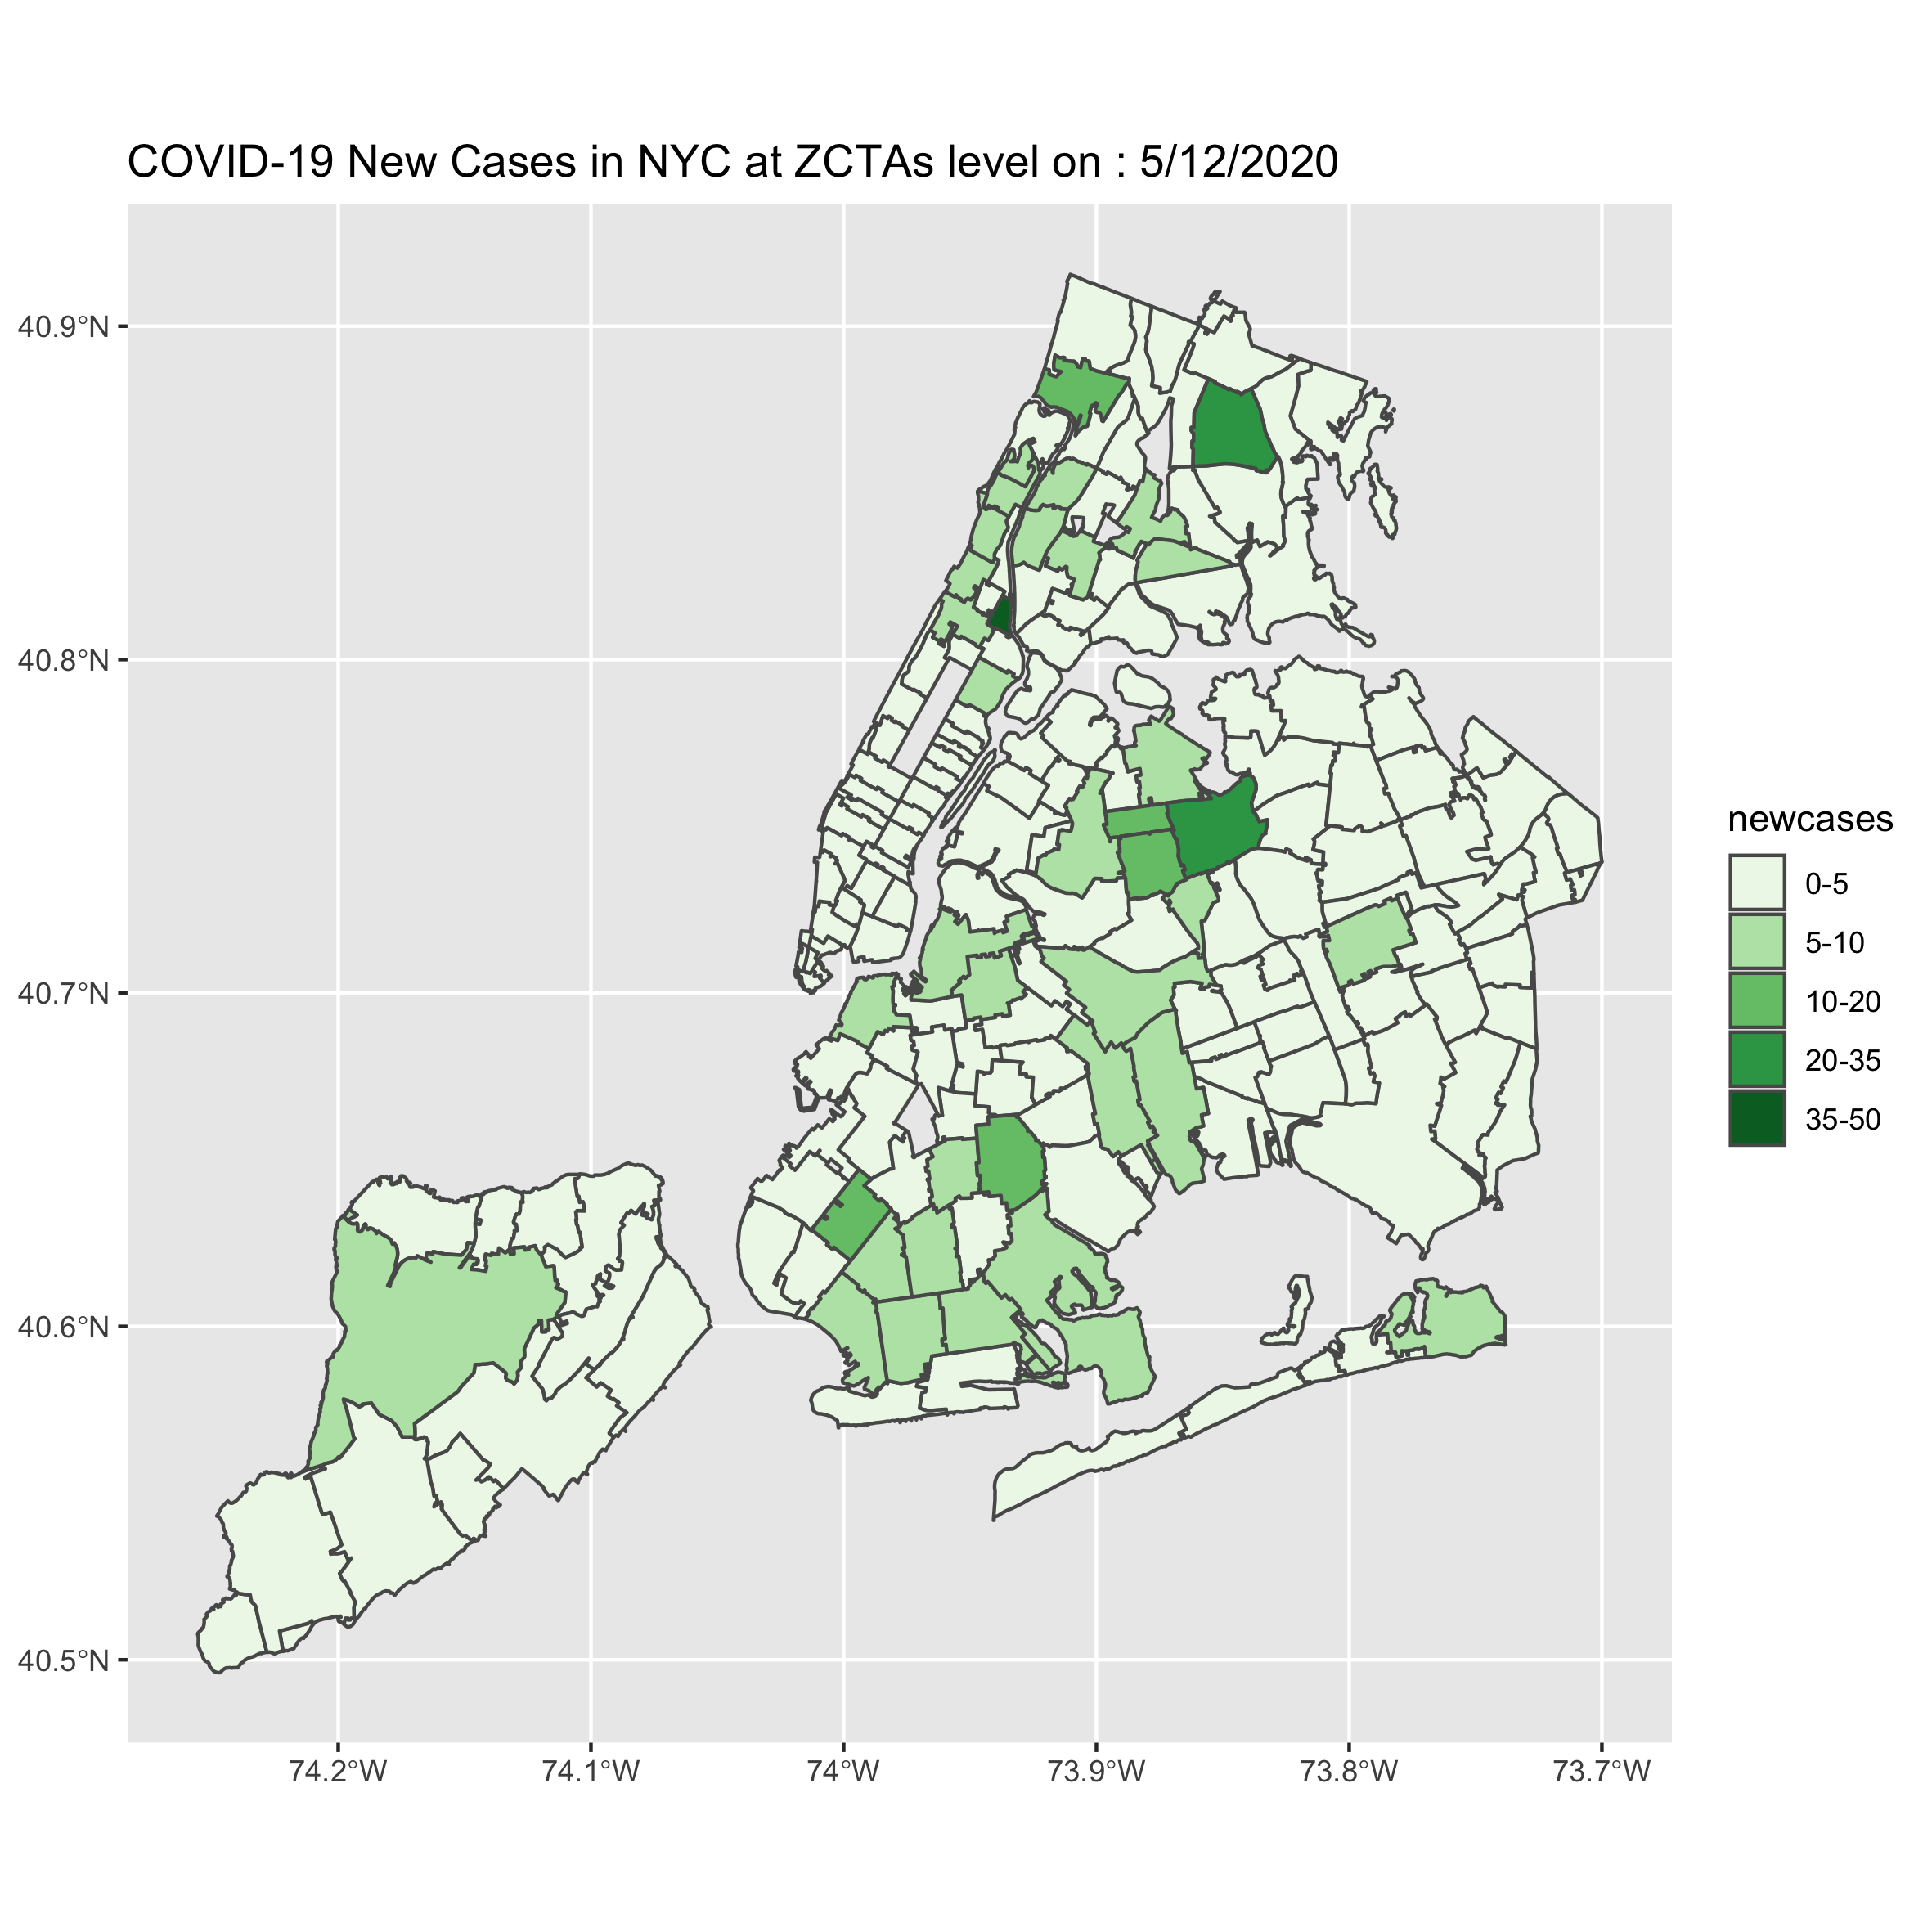 COVID-19 New Cases in NYC at ZCTAs level on : 5/12/2020
40.9°N
40.8°N
40.7°N
40.6°N
40.5°N
74.2°W
74.1°W
74°W
73.9°W
73.8°W
73.7°W
newcases
0-5
5-10
10-20
20-35
35-50